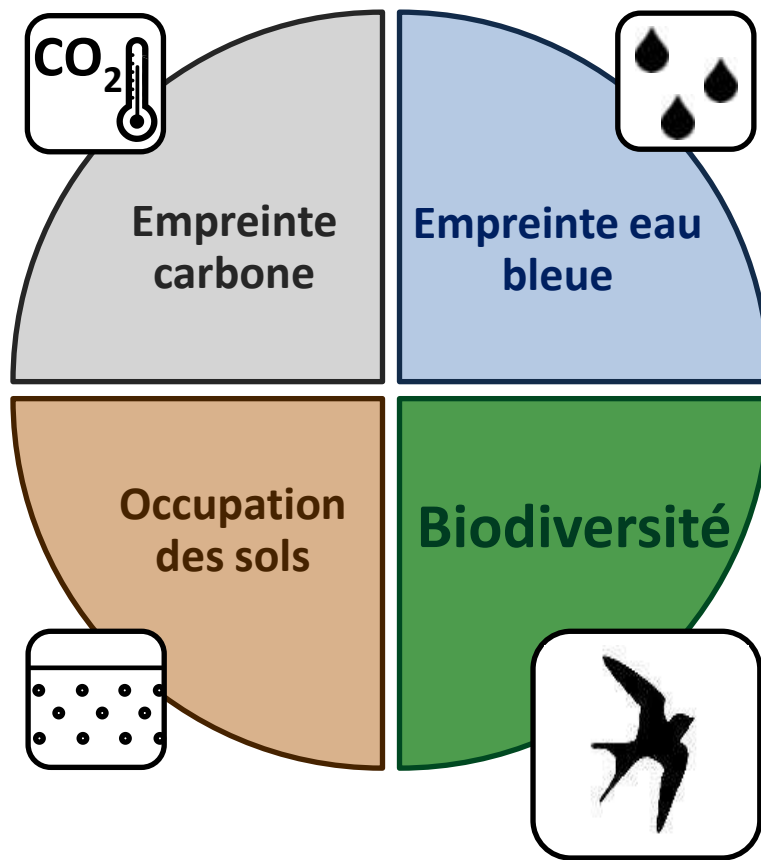 CO2
Empreinte
carbone
Empreinte eau
bleue
Occupation
des sols
Biodiversité